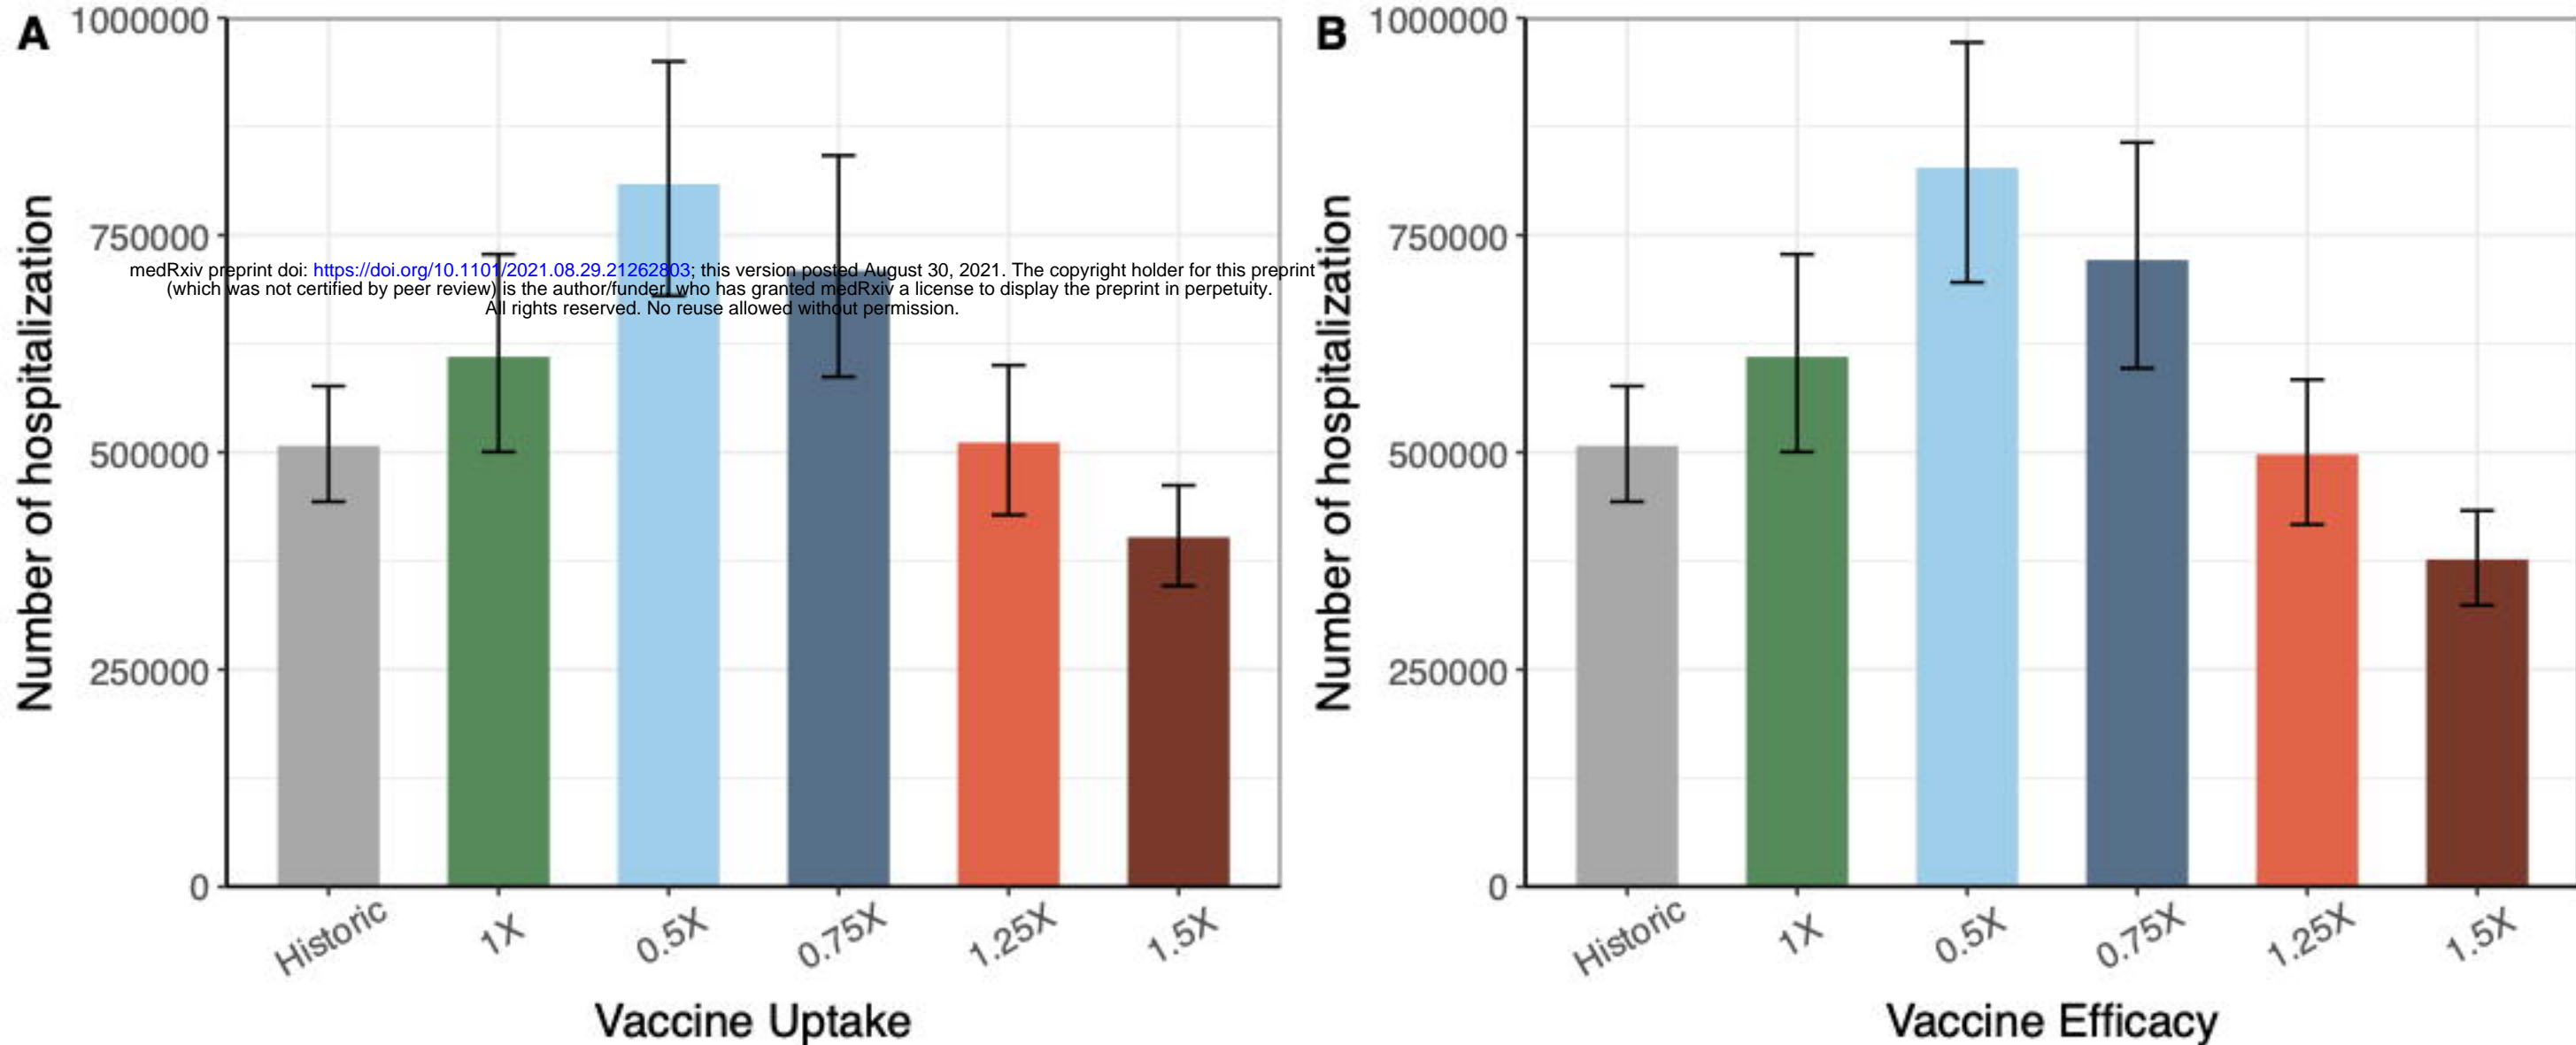 A
1000000
750000
500000
250000
0
Number of hospitalization
medRxiv preprint doi: https://doi.org/10.1101/2021.08.29.21262803; this version posted August 30, 2021. The copyright holder for this preprint
(which was not certified by peer review) is the author/funder, who has granted medRxiv a license to display the preprint in perpetuity.
All rights reserved. No reuse allowed without permission.
Historic 1X 0.5X 0.75X 1.25X 1.5X
Vaccine Uptake
B
1000000
750000
500000
250000
0
Number of hospitalization
Historic 1X 0.5X 0.75X 1.25X 1.5X
Vaccine Efficacy